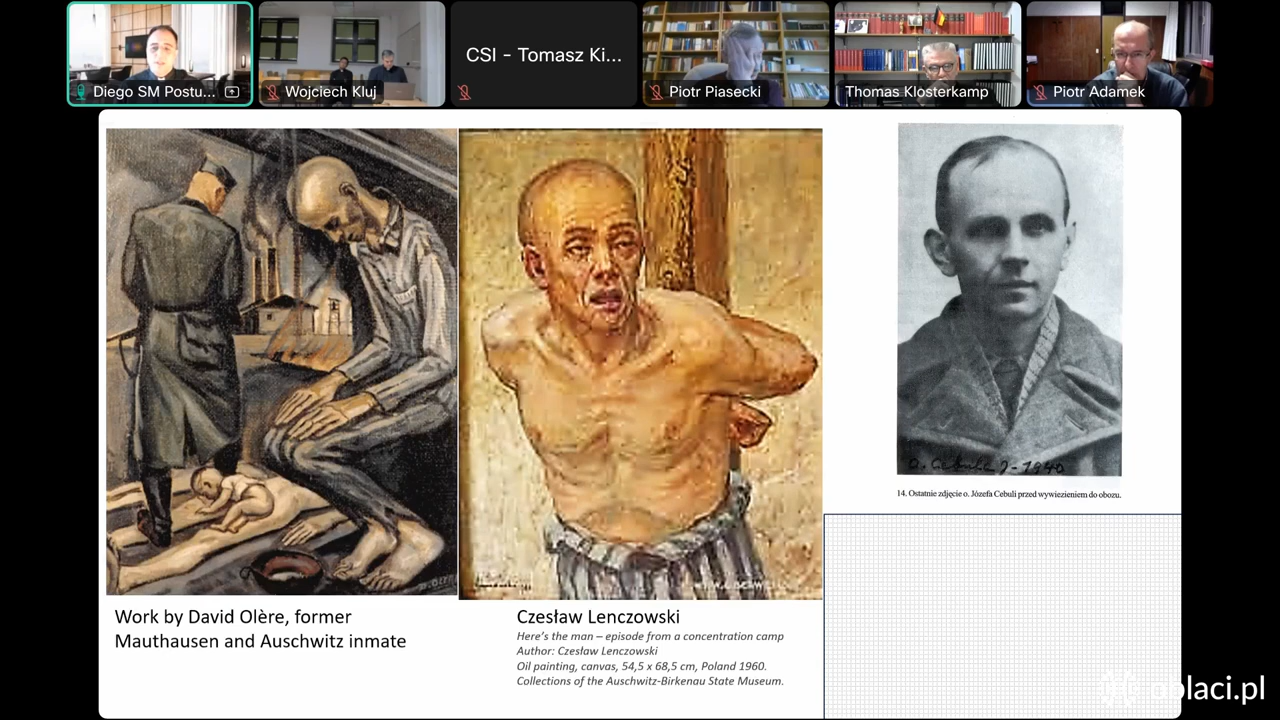 Diego SM Postu...
Wojciech Kluj
CSI - Tomasz Ki...
Piotr Piasecki
Thomas Klosterkamp
Piotr Adamek
14. Ostatnie zdjęcie o. Józefa Cebuli przed wywiezieniem do obozu.
Work by David Olère, former
Mauthausen and Auschwitz inmate
Czesław Lenczowski
Here's the man – episode from a concentration camp
Author: Czesław Lenczowski
Oil painting, canvas, 54,5 x 68,5 cm, Poland 1960.
Collections of the Auschwitz-Birkenau State Museum.
oblaci.pl